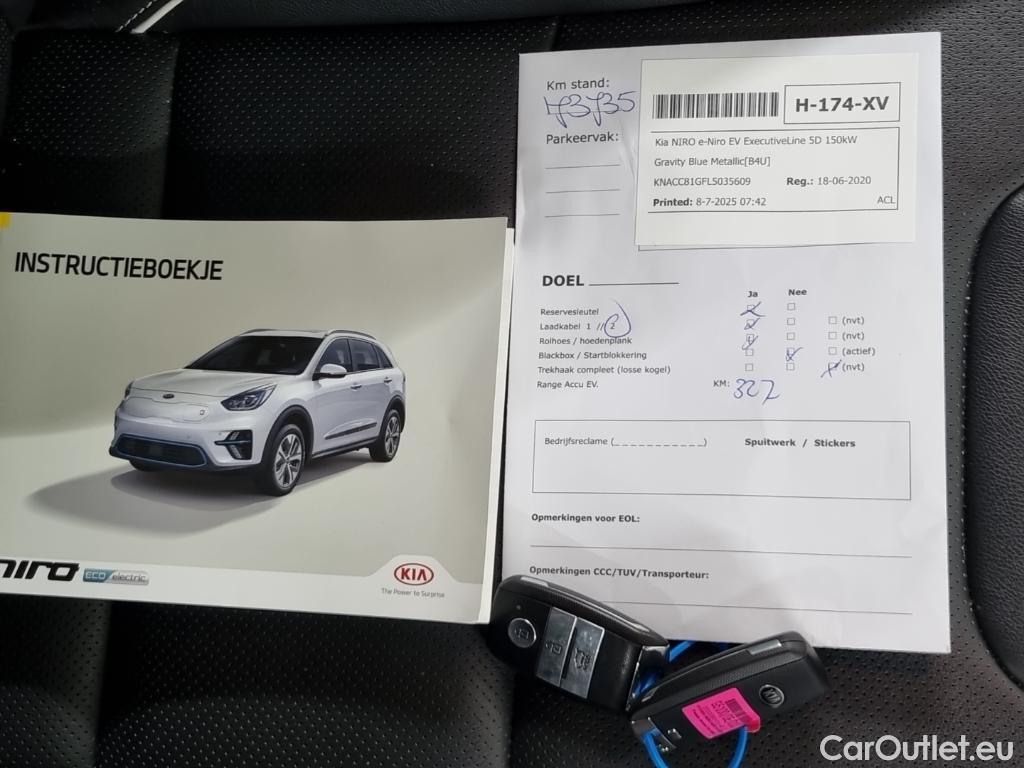 INSTRUCTIEBOEKJE
niro ECO electric
KIA
The Power to Surprise
Km stand:
73735
Parkeervak:
H-174-XV
Kia NIRO e-Niro EV ExecutiveLine 5D 150kW
Gravity Blue Metallic[B4U]
KNACC81GFL5035609 Reg.: 18-06-2020
Printed: 8-7-2025 07:42 ACL
DOEL
Ja Nee
Reservesleutel
Laadkabel 1 // 2 (nvt)
Rolhoes / hoedenplank (nvt)
Blackbox / Startblokkering (actief)
Trekhaak compleet (losse kogel) (nvt)
Range Accu EV. KM: 327
Bedrijfsreclame (___________) Spuitwerk / Stickers
Opmerkingen voor EOL:
Opmerkingen CCC/TUV/Transporteur:
KIA
CarOutlet.eu